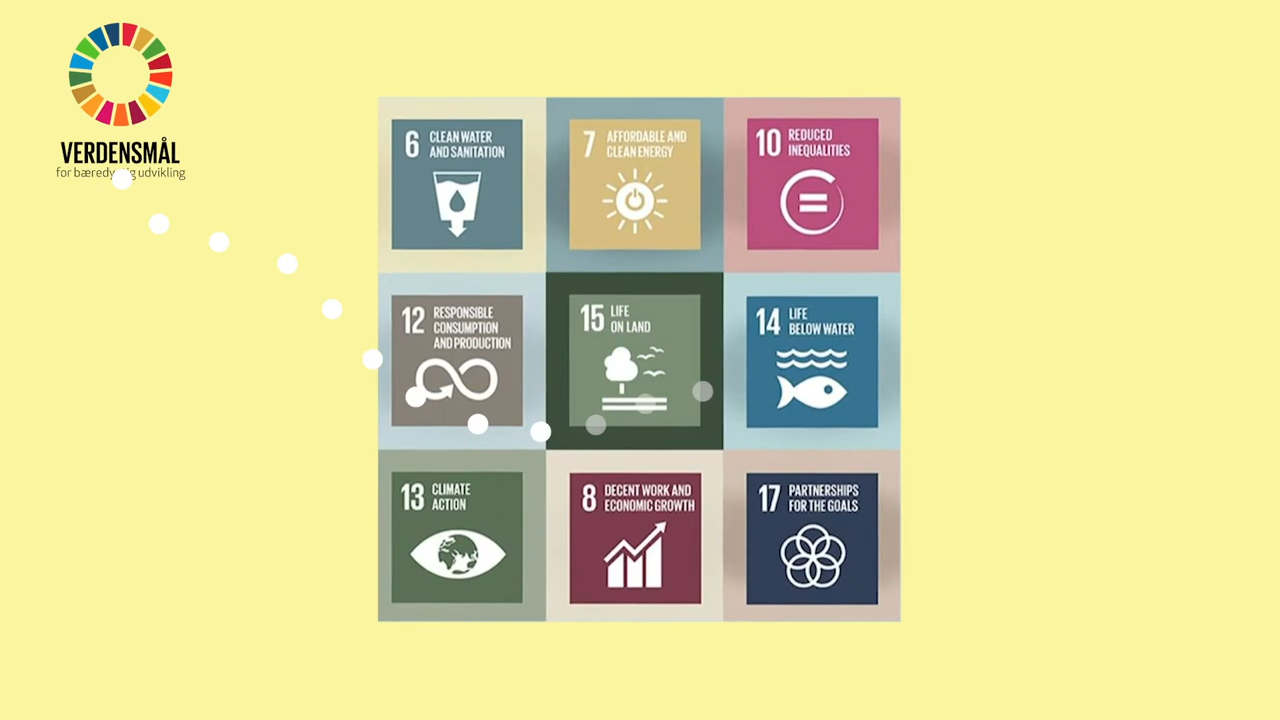 VERDENSMÅL
for udvikling
6 CLEAN WATER
AND SANITATION
7 AFFORDABLE AND
CLEAN ENERGY
10 REDUCED
INEQUALITIES
12 RESPONSIBLE
CONSUMPTION
AND PRODUCTION
15 LIFE
ON LAND
14 LIFE
BELOW WATER
13 CLIMATE
ACTION
8 DECENT WORK AND
ECONOMIC GROWTH
17 PARTNERSHIPS
FOR THE GOALS